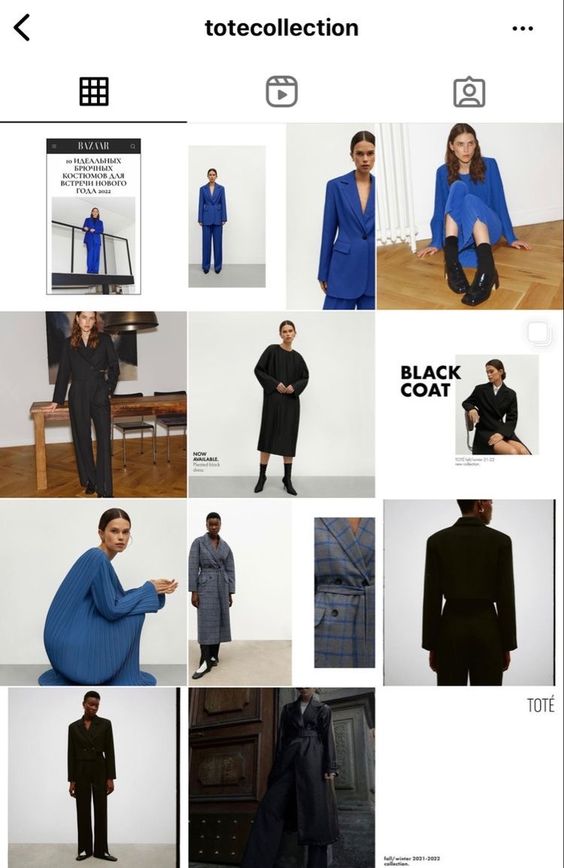 totecollection
BAZAAR
10 ИДЕАЛЬНЫХ
БРЮЧНЫХ
КОСТЮМОВ ДЛЯ
ВСТРЕЧИ НОВОГО
ГОДА 2022
NOW
AVAILABLE.
Pleated black
dress
BLACK
COAT
TOTÉ fall/winter 21-22
new collection.
TOTÉ
fall/winter 2021-2022
collection.